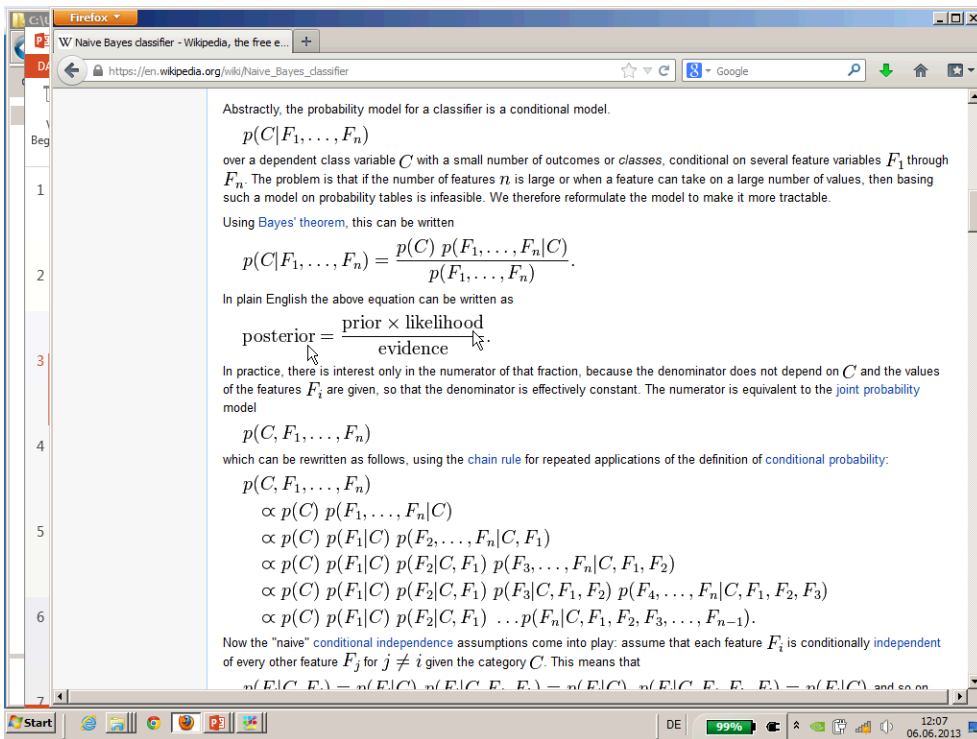 C:\U
Firefox
W Naive Bayes classifier - Wikipedia, the free e...
+
DA
https://en.wikipedia.org/wiki/Naive_Bayes_classifier
Google
Beg
Abstractly, the probability model for a classifier is a conditional model.
p(C|F₁, . . . , Fₙ)
over a dependent class variable C with a small number of outcomes or classes, conditional on several feature variables F₁ through
Fₙ. The problem is that if the number of features n is large or when a feature can take on a large number of values, then basing
such a model on probability tables is infeasible. We therefore reformulate the model to make it more tractable.
Using Bayes' theorem, this can be written
p(C|F₁, . . . , Fₙ) = p(C) p(F₁, . . . , Fₙ|C)
p(F₁, . . . , Fₙ) .
In plain English the above equation can be written as
posterior = prior × likelihood
evidence .
In practice, there is interest only in the numerator of that fraction, because the denominator does not depend on C and the values
of the features Fᵢ are given, so that the denominator is effectively constant. The numerator is equivalent to the joint probability
model
p(C, F₁, . . . , Fₙ)
which can be rewritten as follows, using the chain rule for repeated applications of the definition of conditional probability:
p(C, F₁, . . . , Fₙ)
∝ p(C) p(F₁, . . . , Fₙ|C)
∝ p(C) p(F₁|C) p(F₂, . . . , Fₙ|C, F₁)
∝ p(C) p(F₁|C) p(F₂|C, F₁) p(F₃, . . . , Fₙ|C, F₁, F₂)
∝ p(C) p(F₁|C) p(F₂|C, F₁) p(F₃|C, F₁, F₂) p(F₄, . . . , Fₙ|C, F₁, F₂, F₃)
∝ p(C) p(F₁|C) p(F₂|C, F₁) . . . p(Fₙ|C, F₁, F₂, F₃, . . . , Fₙ₋₁).
Now the "naive" conditional independence assumptions come into play: assume that each feature Fᵢ is conditionally independent
of every other feature Fⱼ for j ≠ i given the category C. This means that
and so on
1
2
3
4
5
6
7
Start
DE
99%
12:07
06.06.2013